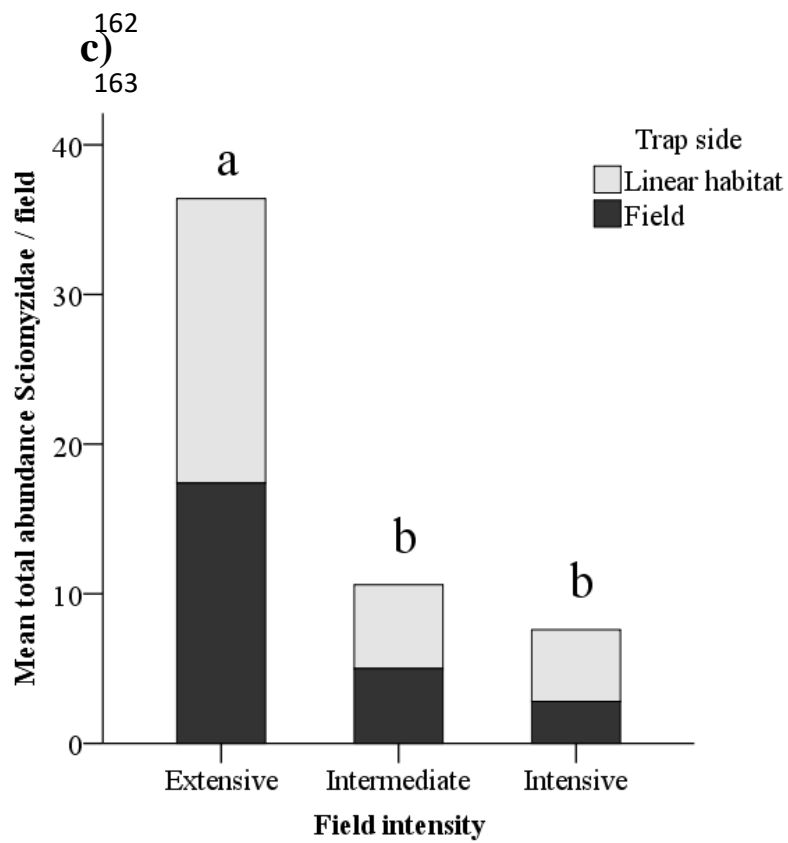 162
c)
163
Mean total abundance Sciomyzidae / field
40
30
20
10
0
a
b
b
Trap side
Linear habitat
Field
Extensive
Intermediate
Intensive
Field intensity